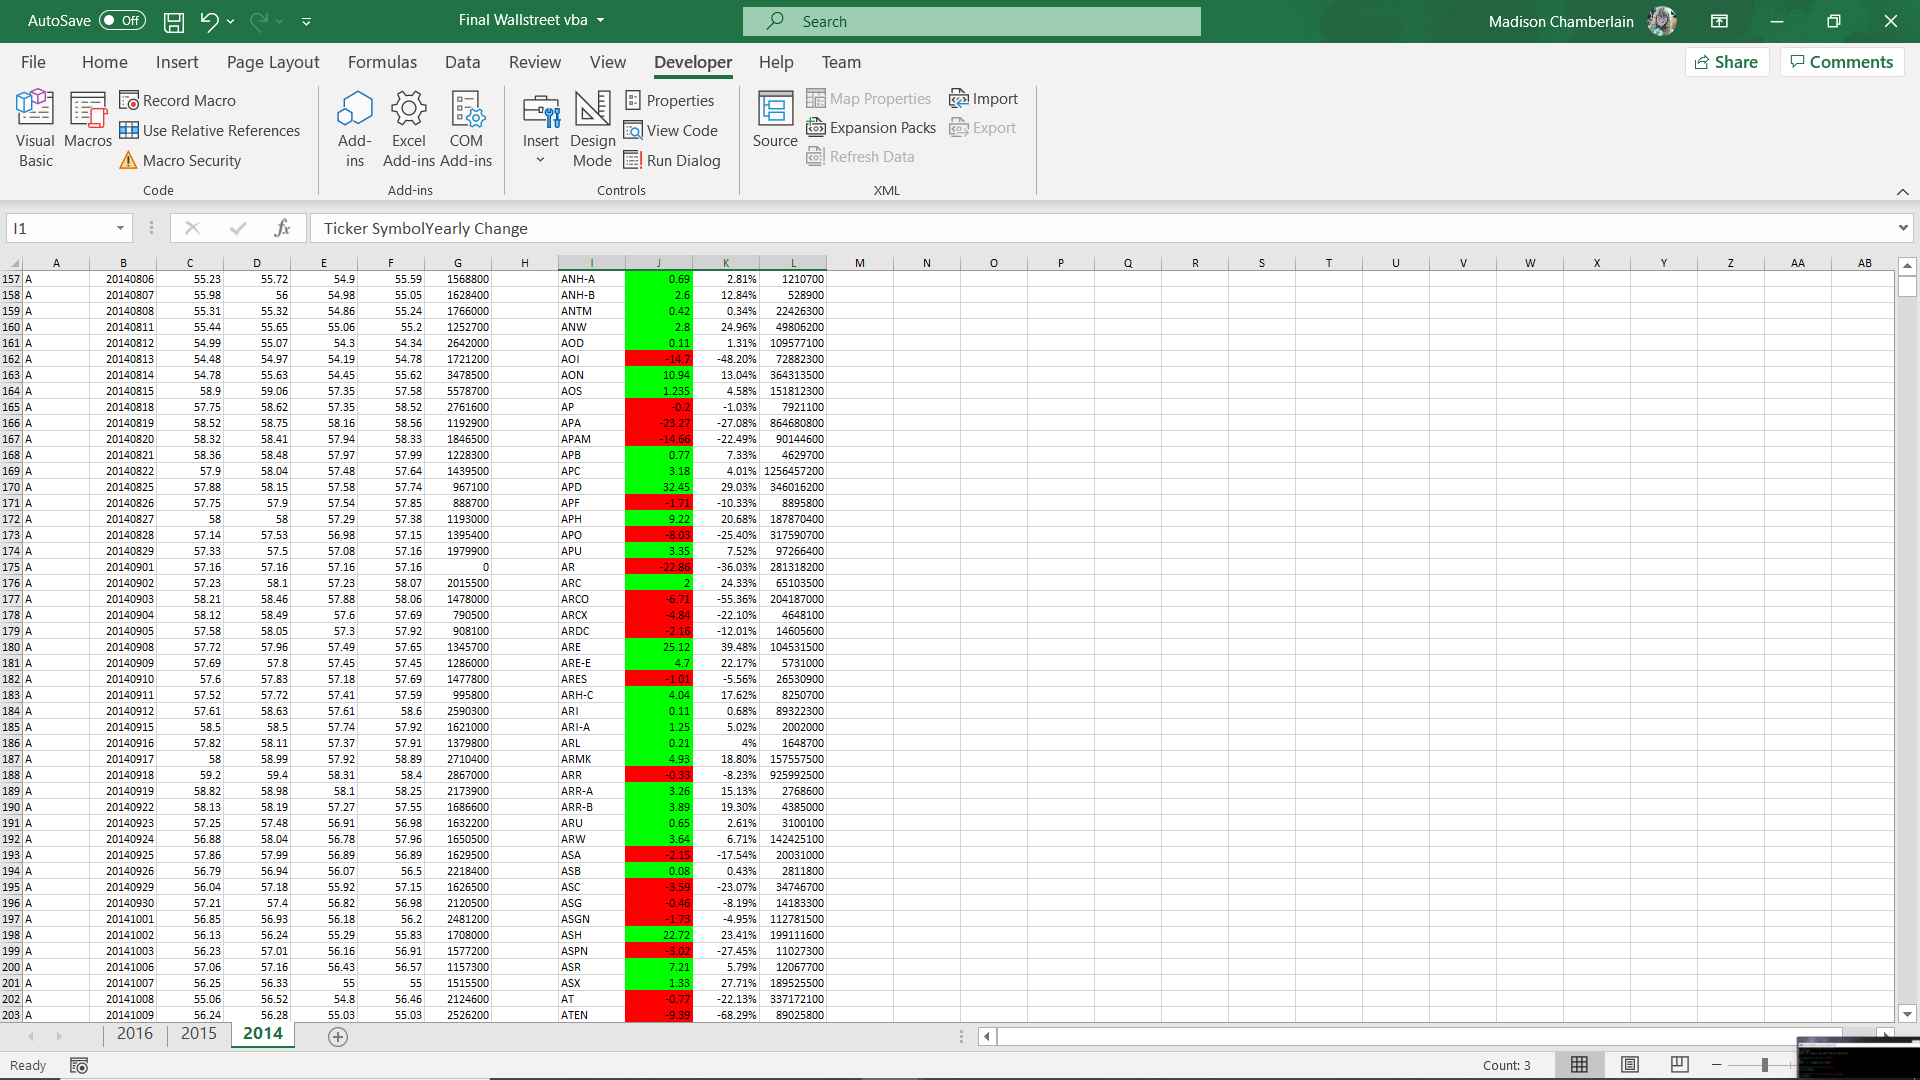 AutoSave Off Final Wallstreet vba Search Madison Chamberlain
File Home Insert Page Layout Formulas Data Review View Developer Help Team Share Comments
Visual Basic Macros Record Macro Use Relative References Macro Security Code
Add-ins Excel Add-ins COM Add-ins Add-ins
Insert Design Mode Properties View Code Run Dialog Controls
Source Map Properties Expansion Packs Refresh Data Import Export XML
I1 fx Ticker SymbolYearly Change
A B C D E F G H I J K L M N O P Q R S T U V W X Y Z AA AB
157 A 20140806 55.23 55.72 54.9 55.59 1568800 ANH-A 0.69 2.81% 1210700
158 A 20140807 55.98 56 54.98 55.05 1628400 ANH-B 2.6 12.84% 528900
159 A 20140808 55.31 55.32 54.86 55.24 1766000 ANTM 0.42 0.34% 22426300
160 A 20140811 55.44 55.65 55.06 55.2 1252700 ANW 2.8 24.96% 49806200
161 A 20140812 54.99 55.07 54.3 54.34 2642000 AOD 0.11 1.31% 109577100
162 A 20140813 54.48 54.97 54.19 54.78 1721200 AOI -14.7 -48.20% 72882300
163 A 20140814 54.78 55.63 54.45 55.62 3478500 AON 10.94 13.04% 364313500
164 A 20140815 58.9 59.06 57.35 57.58 5578700 AOS 1.235 4.58% 151812300
165 A 20140818 57.75 58.62 57.35 58.52 2761600 AP -0.2 -1.03% 7921100
166 A 20140819 58.52 58.75 58.16 58.56 1192900 APA -23.27 -27.08% 864680800
167 A 20140820 58.32 58.41 57.94 58.33 1846500 APAM -14.66 -22.49% 90144600
168 A 20140821 58.36 58.48 57.97 57.99 1228300 APB 0.77 7.33% 4629700
169 A 20140822 57.9 58.04 57.48 57.64 1439500 APC 3.18 4.01% 1256457200
170 A 20140825 57.88 58.15 57.58 57.74 967100 APD 32.45 29.03% 346016200
171 A 20140826 57.75 57.9 57.54 57.85 888700 APF -1.71 -10.33% 8895800
172 A 20140827 58 58 57.29 57.38 1193000 APH 9.22 20.68% 187870400
173 A 20140828 57.14 57.53 56.98 57.15 1395400 APO -8.03 -25.40% 317590700
174 A 20140829 57.33 57.5 57.08 57.16 1979900 APU 3.35 7.52% 97266400
175 A 20140901 57.16 57.16 57.16 57.16 0 AR -22.86 -36.03% 281318200
176 A 20140902 57.23 58.1 57.23 58.07 2015500 ARC 2 24.33% 65103500
177 A 20140903 58.21 58.46 57.88 58.06 1478000 ARCO -6.71 -55.36% 204187000
178 A 20140904 58.12 58.49 57.6 57.69 790500 ARCX -4.84 -22.10% 4648100
179 A 20140905 57.58 58.05 57.3 57.92 908100 ARDC -2.16 -12.01% 14605600
180 A 20140908 57.72 57.96 57.49 57.65 1345700 ARE 25.12 39.48% 104531500
181 A 20140909 57.69 57.8 57.45 57.45 1286000 ARE-E 4.7 22.17% 5731000
182 A 20140910 57.6 57.83 57.18 57.69 1477800 ARES -1.01 -5.56% 26530900
183 A 20140911 57.52 57.72 57.41 57.59 995800 ARH-C 4.04 17.62% 8250700
184 A 20140912 57.61 58.63 57.61 58.6 2590300 ARI 0.11 0.68% 89322300
185 A 20140915 58.5 58.5 57.74 57.92 1621000 ARI-A 1.25 5.02% 2002000
186 A 20140916 57.82 58.11 57.37 57.91 1379800 ARL 0.21 4% 1648700
187 A 20140917 58 58.99 57.92 58.89 2710400 ARMK 4.93 18.80% 157557500
188 A 20140918 59.2 59.4 58.31 58.4 2867000 ARR -0.33 -8.23% 925992500
189 A 20140919 58.82 58.98 58.1 58.25 2173900 ARR-A 3.26 15.13% 2768600
190 A 20140922 58.13 58.19 57.27 57.55 1686600 ARR-B 3.89 19.30% 4385000
191 A 20140923 57.25 57.48 56.91 56.98 1632200 ARU 0.65 2.61% 3100100
192 A 20140924 56.88 58.04 56.78 57.96 1650500 ARW 3.64 6.71% 142425100
193 A 20140925 57.86 57.99 56.89 56.89 1629500 ASA -2.15 -17.54% 20031000
194 A 20140926 56.79 56.94 56.07 56.5 2218400 ASB 0.08 0.43% 2811800
195 A 20140929 56.04 57.18 55.92 57.15 1626500 ASC -3.59 -23.07% 34746700
196 A 20140930 57.21 57.4 56.82 56.98 2120500 ASG -0.46 -8.19% 14183300
197 A 20141001 56.85 56.93 56.18 56.2 2481200 ASGN -1.73 -4.95% 112781500
198 A 20141002 56.13 56.24 55.29 55.83 1708000 ASH 22.72 23.41% 199111600
199 A 20141003 56.23 57.01 56.16 56.91 1577200 ASPN -3.02 -27.45% 11027300
200 A 20141006 57.06 57.16 56.43 56.57 1157300 ASR 7.21 5.79% 12067700
201 A 20141007 56.25 56.33 55 55 1515500 ASX 1.33 27.71% 189525500
202 A 20141008 55.06 56.52 54.8 56.46 2124600 AT -0.77 -22.13% 337172100
203 A 20141009 56.24 56.28 55.03 55.03 2526200 ATEN -9.39 -68.29% 89025800
2016 2015 2014
Ready Count: 3